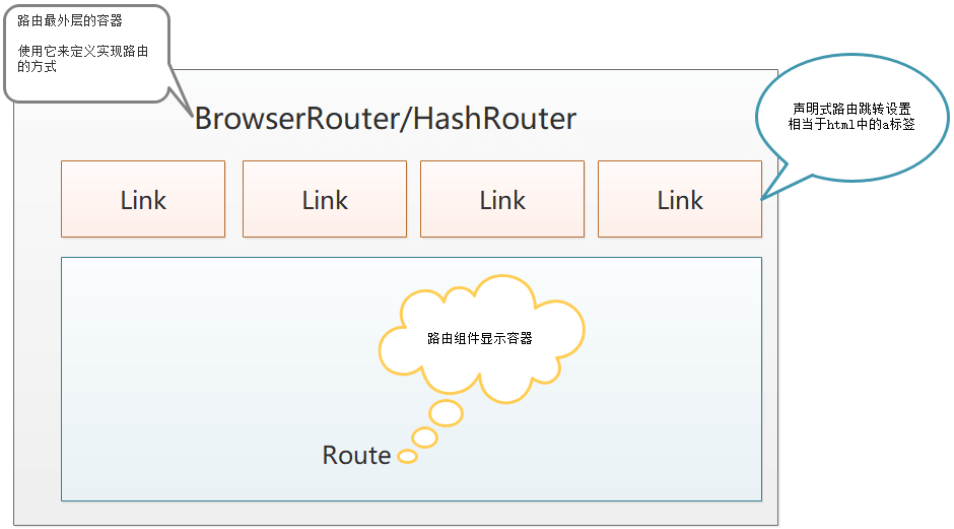 路由最外层的容器
使用它来定义实现路由
的方式
BrowserRouter/HashRouter
声明式路由跳转设置
相当于html中的a标签
Link
Link
Link
Link
路由组件显示容器
Route